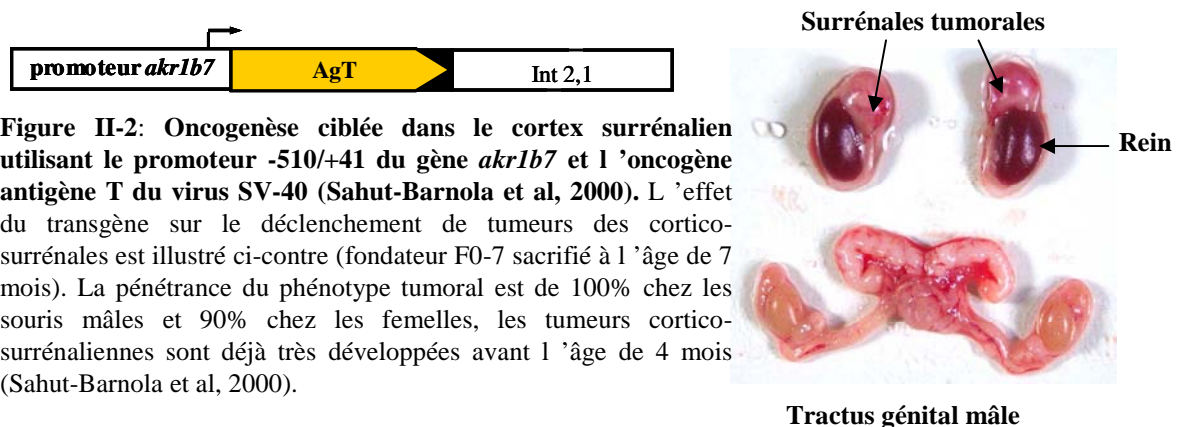 Surrénales tumorales
promoteur akr1b7
AgT
Int 2,1
Rein
Figure II-2: Oncogenèse ciblée dans le cortex surrénalien
utilisant le promoteur -510/+41 du gène akr1b7 et l ’oncogène
antigène T du virus SV-40 (Sahut-Barnola et al, 2000). L ’effet
du transgène sur le déclenchement de tumeurs des cortico-
surrénales est illustré ci-contre (fondateur F0-7 sacrifié à l ’âge de 7
mois). La pénétrance du phénotype tumoral est de 100% chez les
souris mâles et 90% chez les femelles, les tumeurs cortico-
surrénaliennes sont déjà très développées avant l ’âge de 4 mois
(Sahut-Barnola et al, 2000).
Tractus génital mâle